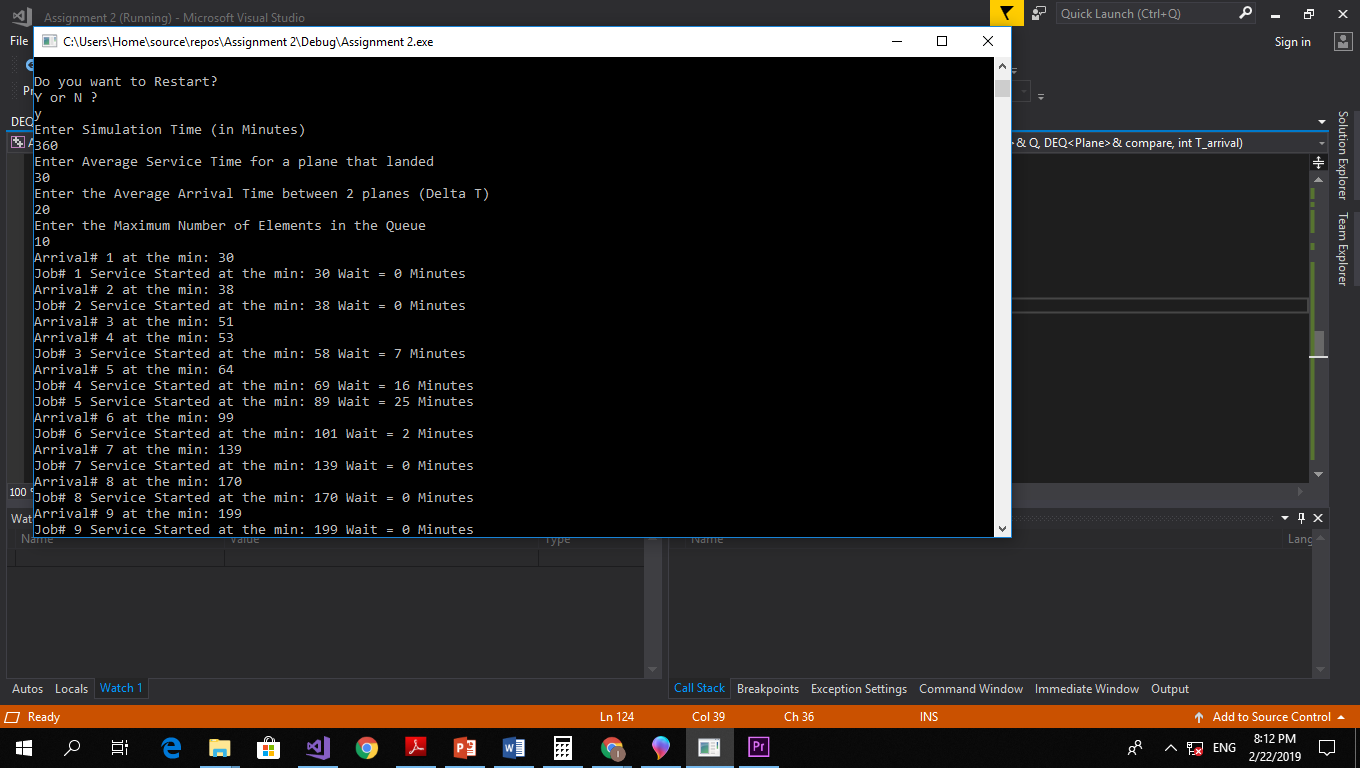 Assignment 2 (Running) - Microsoft Visual Studio
Quick Launch (Ctrl+Q)
File
C:\Users\Home\source\repos\Assignment 2\Debug\Assignment 2.exe
Sign in
Do you want to Restart?
Y or N ?
y
Enter Simulation Time (in Minutes)
360
Enter Average Service Time for a plane that landed
30
Enter the Average Arrival Time between 2 planes (Delta T)
20
Enter the Maximum Number of Elements in the Queue
10
Arrival# 1 at the min: 30
Job# 1 Service Started at the min: 30 Wait = 0 Minutes
Arrival# 2 at the min: 38
Job# 2 Service Started at the min: 38 Wait = 0 Minutes
Arrival# 3 at the min: 51
Arrival# 4 at the min: 53
Job# 3 Service Started at the min: 58 Wait = 7 Minutes
Arrival# 5 at the min: 64
Job# 4 Service Started at the min: 69 Wait = 16 Minutes
Job# 5 Service Started at the min: 89 Wait = 25 Minutes
Arrival# 6 at the min: 99
Job# 6 Service Started at the min: 101 Wait = 2 Minutes
Arrival# 7 at the min: 139
Job# 7 Service Started at the min: 139 Wait = 0 Minutes
Arrival# 8 at the min: 170
Job# 8 Service Started at the min: 170 Wait = 0 Minutes
Arrival# 9 at the min: 199
Job# 9 Service Started at the min: 199 Wait = 0 Minutes
DEQ
& Q, DEQ<Plane>& compare, int T_arrival)
Solution Explorer
Team Explorer
100 %
Wat
Name Value Type
Name Lang
Autos Locals Watch 1
Call Stack Breakpoints Exception Settings Command Window Immediate Window Output
Ready Ln 124 Col 39 Ch 36 INS Add to Source Control
ENG
8:12 PM
2/22/2019